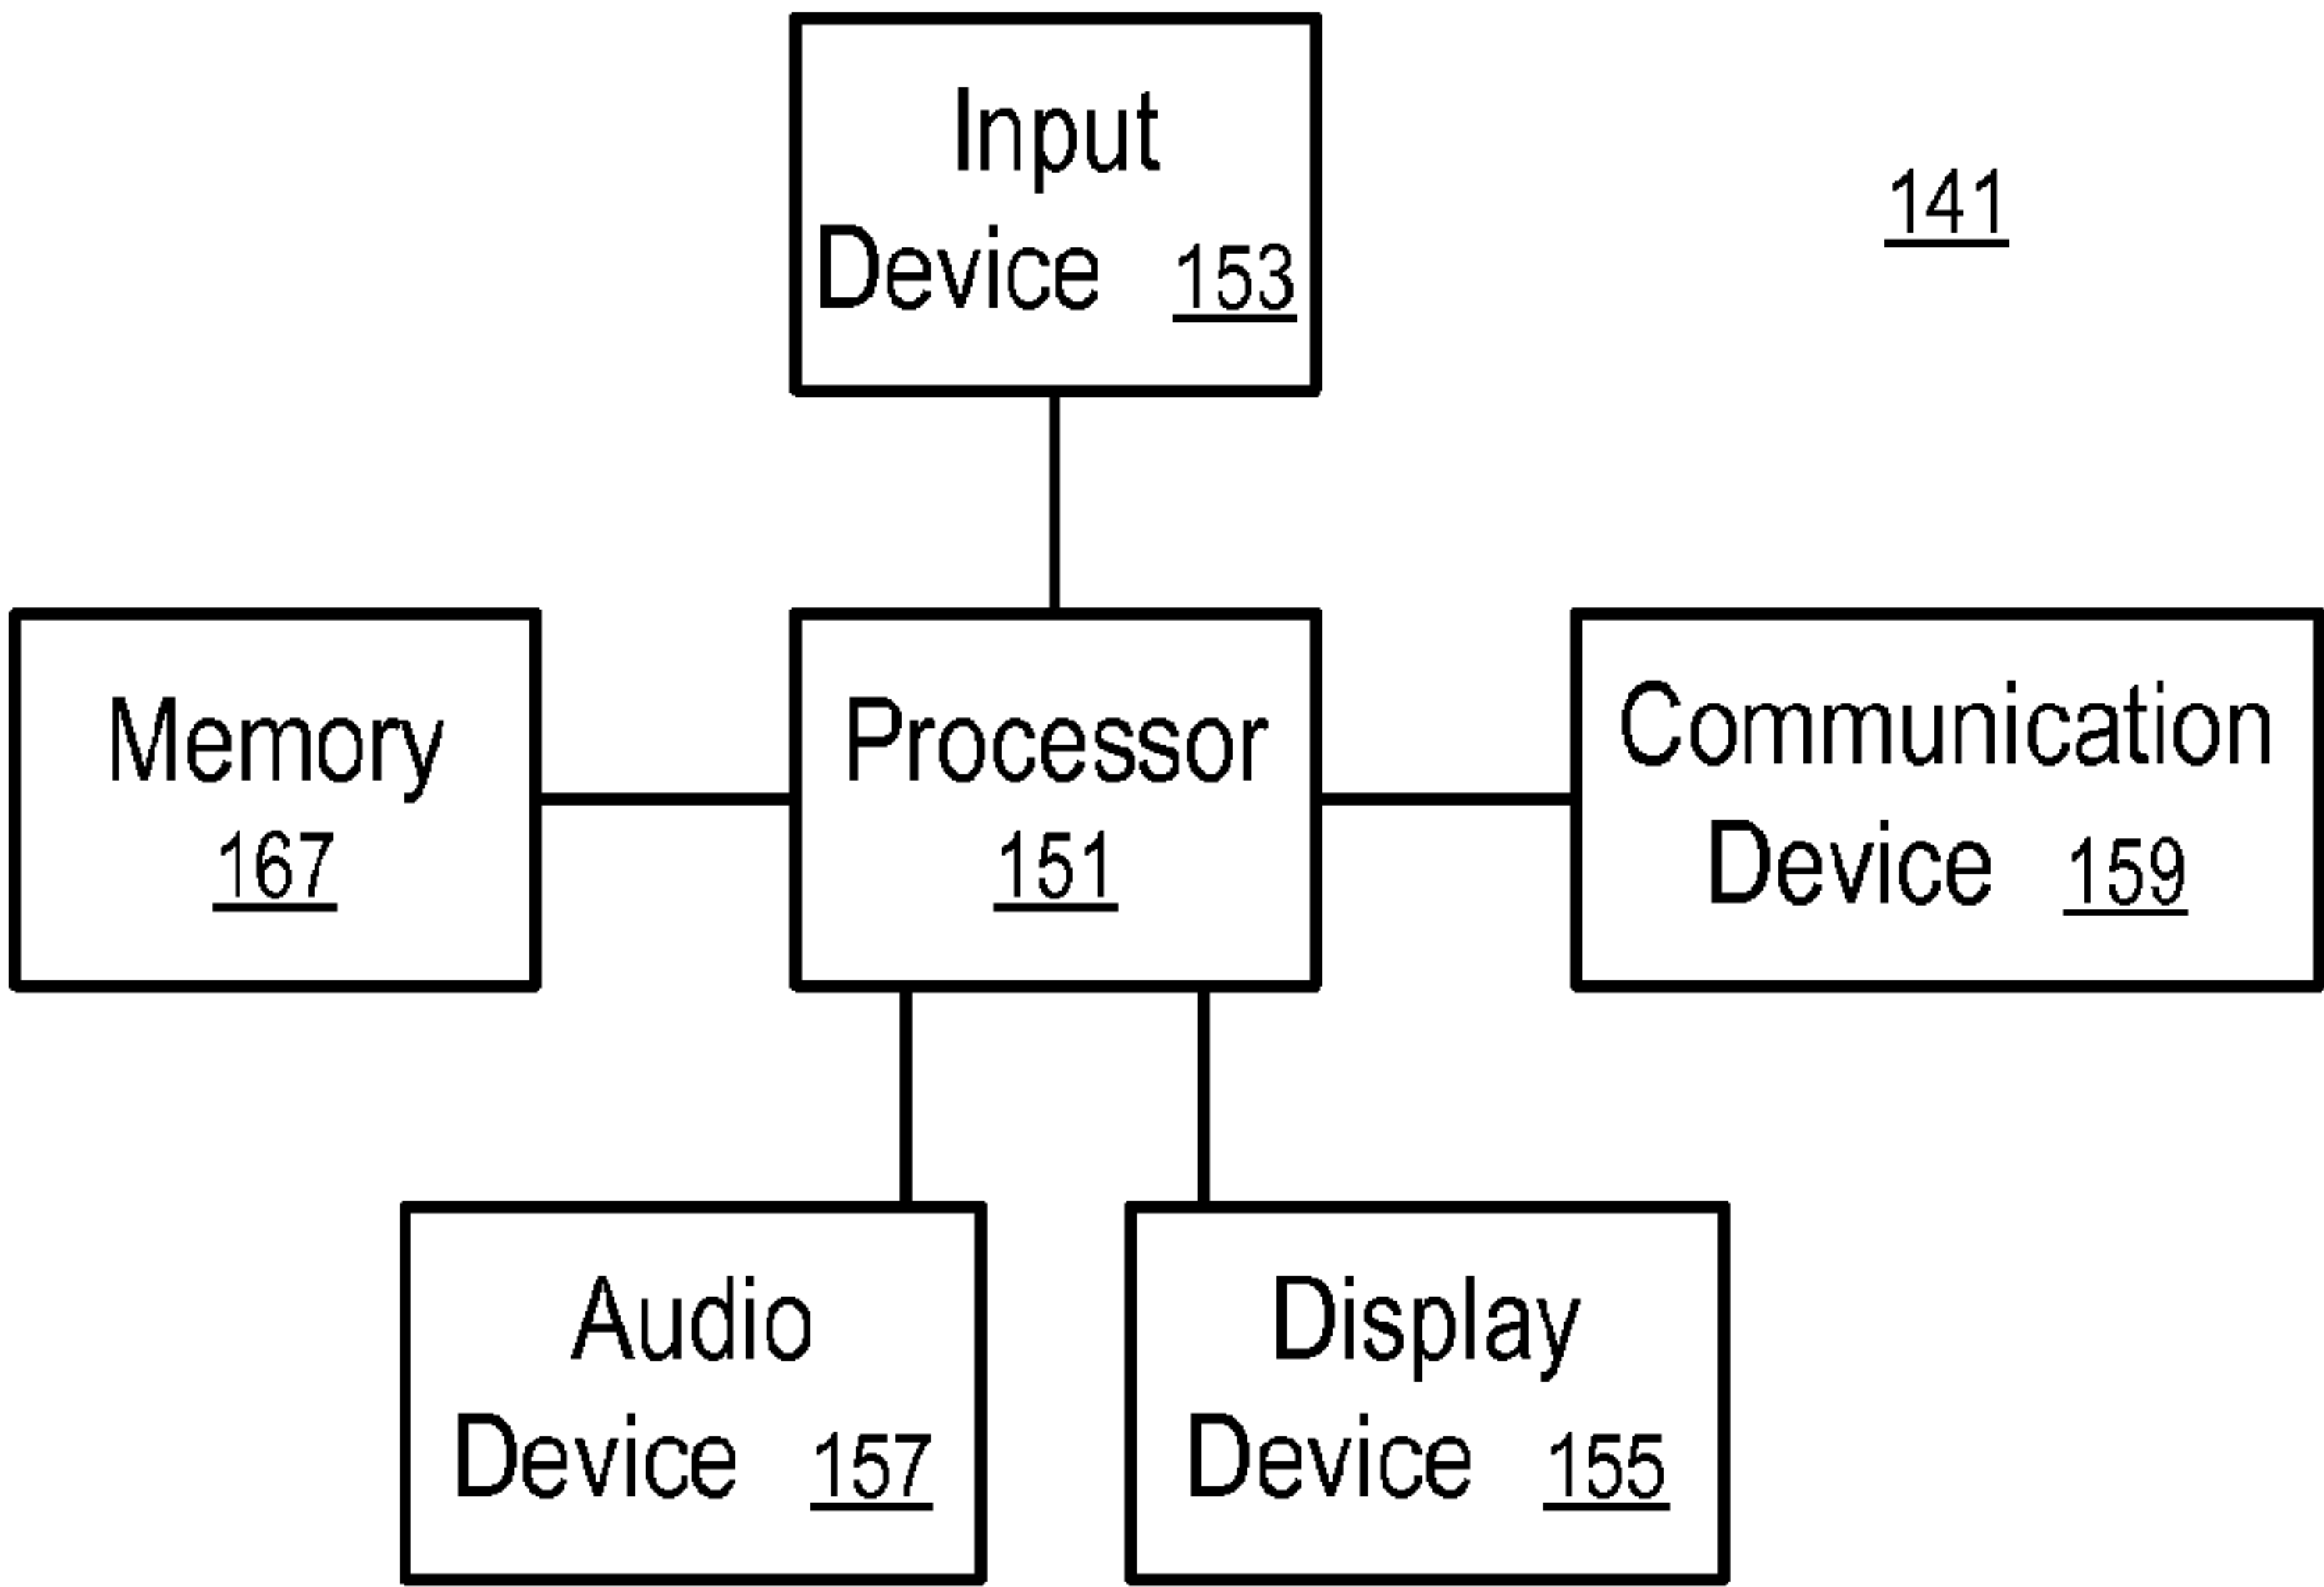 Input
Device 153
141
Memory
167
Processor
151
Communication
Device 159
Audio
Device 157
Display
Device 155